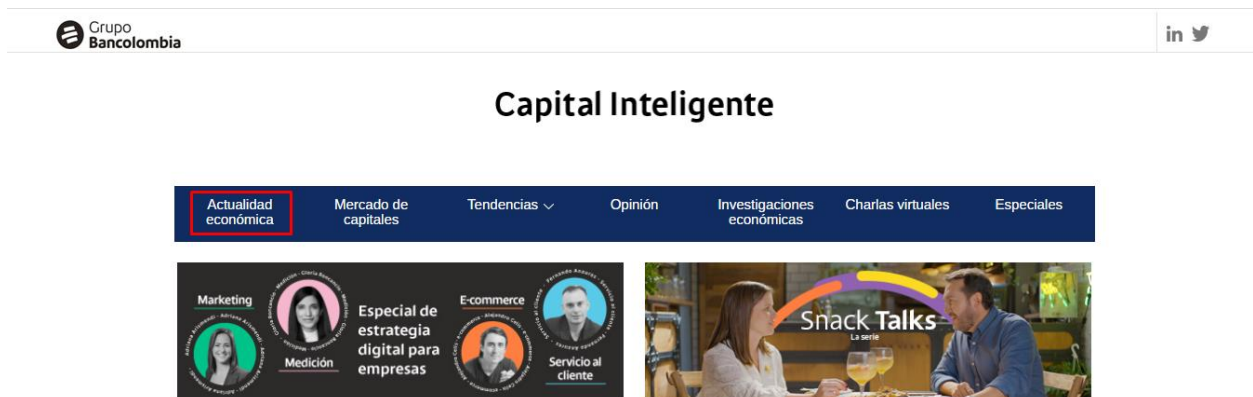 Grupo
Bancolombia
in
Capital Inteligente
Actualidad
económica
Mercado de
capitales
Tendencias
Opinión
Investigaciones
económicas
Charlas virtuales
Especiales
Marketing
Medición
Especial de
estrategia
digital para
empresas
E-commerce
Servicio al
cliente
Snack Talks
La serie